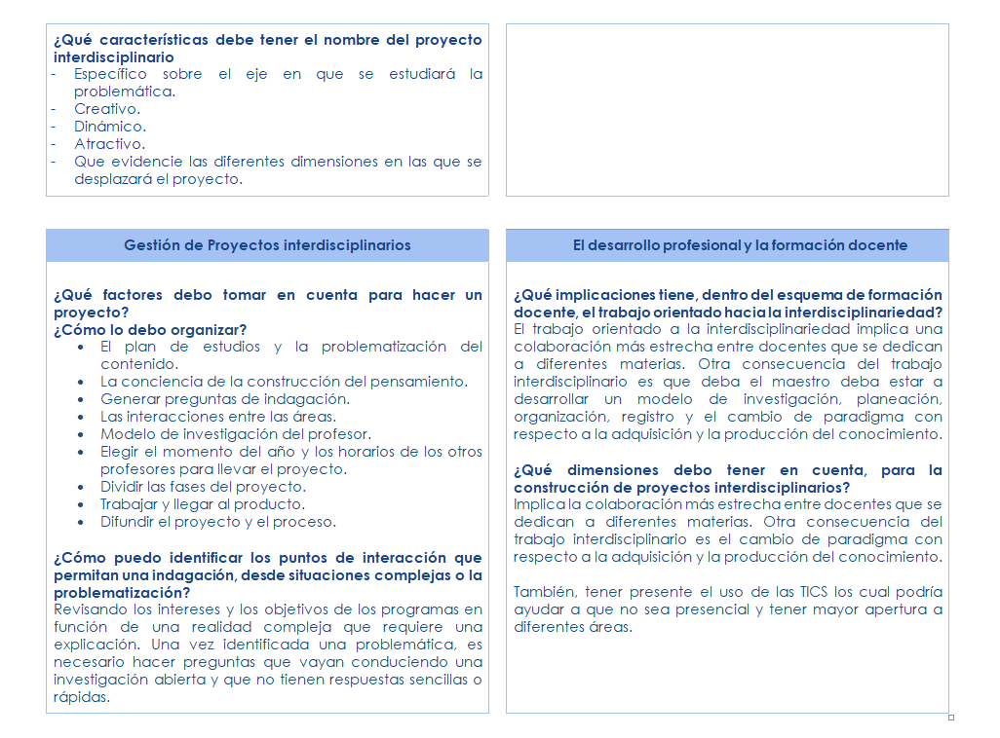 ¿Qué características debe tener el nombre del proyecto
interdisciplinario
- Específico sobre el eje en que se estudiará la
problemática.
- Creativo.
- Dinámico.
- Atractivo.
- Que evidencie las diferentes dimensiones en las que se
desplazará el proyecto.
Gestión de Proyectos interdisciplinarios
¿Qué factores debo tomar en cuenta para hacer un
proyecto?
¿Cómo lo debo organizar?
• El plan de estudios y la problematización del
contenido.
• La conciencia de la construcción del pensamiento.
• Generar preguntas de indagación.
• Las interacciones entre las áreas.
• Modelo de investigación del profesor.
• Elegir el momento del año y los horarios de los otros
profesores para llevar el proyecto.
• Dividir las fases del proyecto.
• Trabajar y llegar al producto.
• Difundir el proyecto y el proceso.
¿Cómo puedo identificar los puntos de interacción que
permitan una indagación, desde situaciones complejas o la
problematización?
Revisando los intereses y los objetivos de los programas en
función de una realidad compleja que requiere una
explicación. Una vez identificada una problemática, es
necesario hacer preguntas que vayan conduciendo una
investigación abierta y que no tienen respuestas sencillas o
rápidas.
El desarrollo profesional y la formación docente
¿Qué implicaciones tiene, dentro del esquema de formación
docente, el trabajo orientado hacia la interdisciplinariedad?
El trabajo orientado a la interdisciplinariedad implica una
colaboración más estrecha entre docentes que se dedican
a diferentes materias. Otra consecuencia del trabajo
interdisciplinario es que deba el maestro deba estar a
desarrollar un modelo de investigación, planeación,
organización, registro y el cambio de paradigma con
respecto a la adquisición y la producción del conocimiento.
¿Qué dimensiones debo tener en cuenta, para la
construcción de proyectos interdisciplinarios?
Implica la colaboración más estrecha entre docentes que se
dedican a diferentes materias. Otra consecuencia del
trabajo interdisciplinario es el cambio de paradigma con
respecto a la adquisición y la producción del conocimiento.
También, tener presente el uso de las TICS los cual podría
ayudar a que no sea presencial y tener mayor apertura a
diferentes áreas.